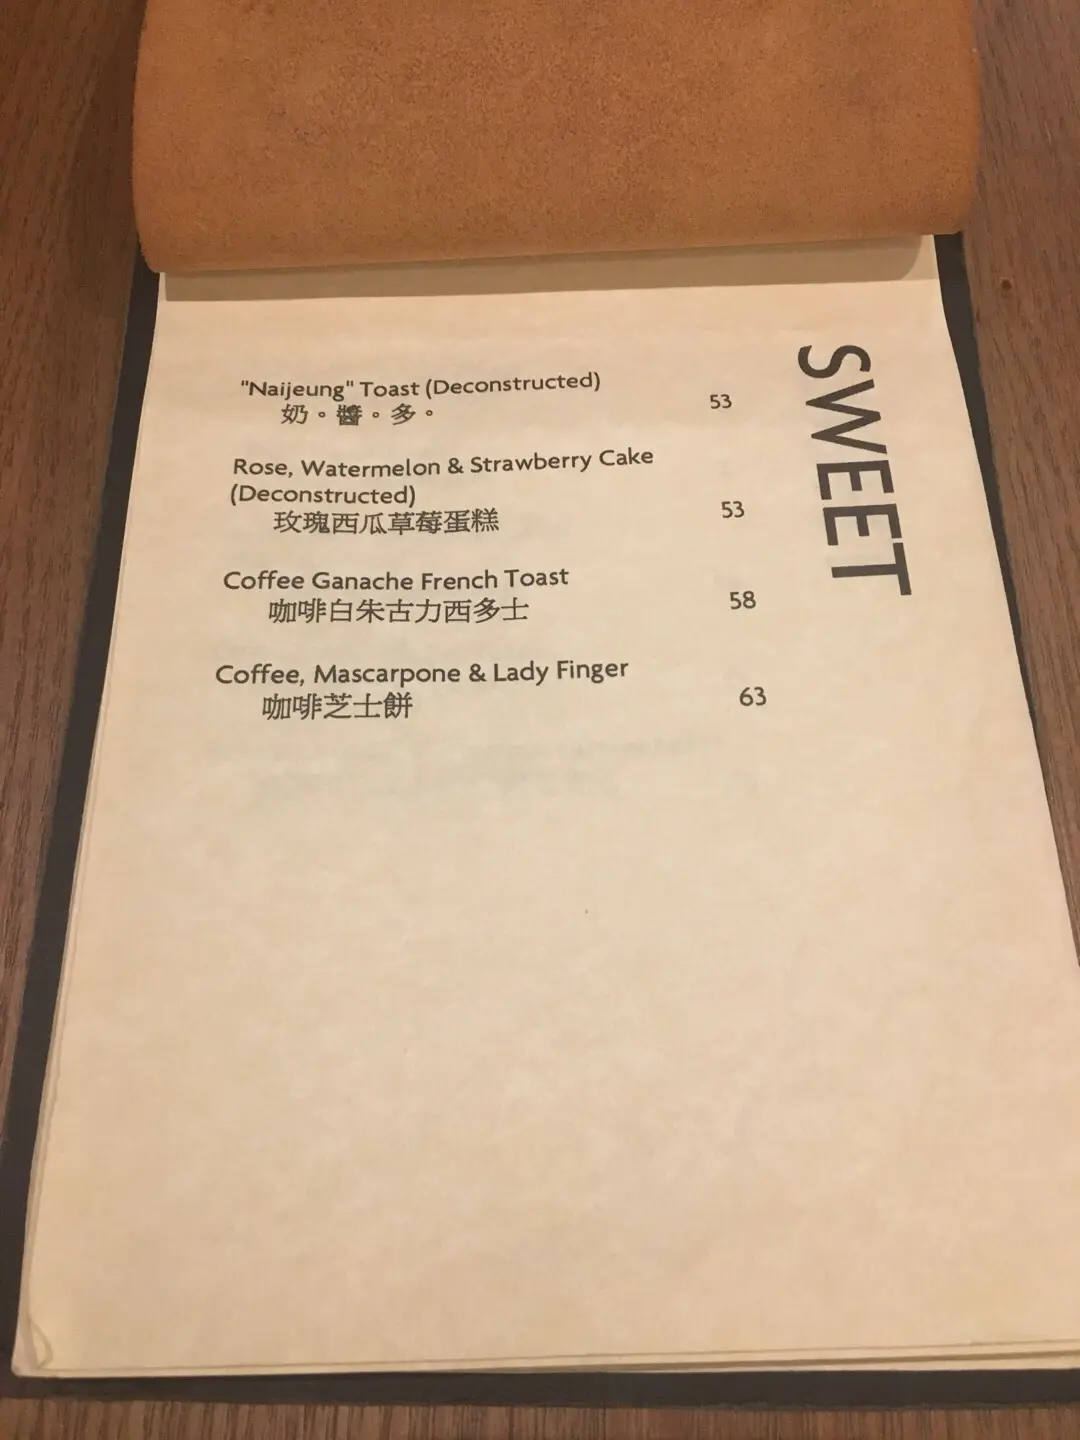 SWEET
"Naijeung" Toast (Deconstructed)
奶。醬。多。
53
Rose, Watermelon & Strawberry Cake
(Deconstructed)
玫瑰西瓜草莓蛋糕
53
Coffee Ganache French Toast
咖啡白朱古力西多士
58
Coffee, Mascarpone & Lady Finger
咖啡芝士餅
63